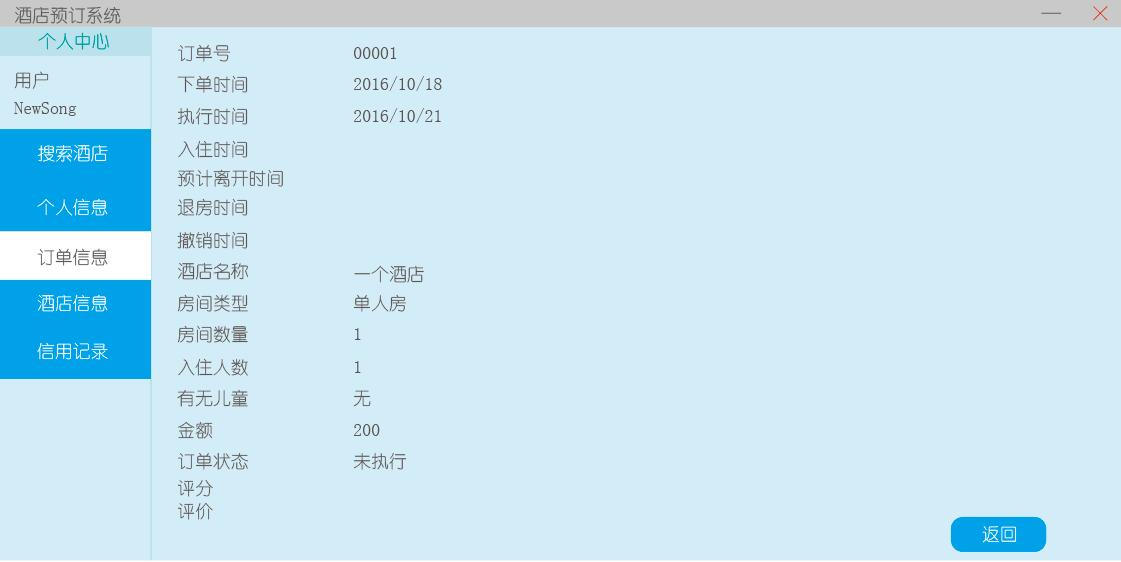 酒店预订系统
个人中心
用户
NewSong
搜索酒店
个人信息
订单信息
酒店信息
信用记录
订单号 00001
下单时间 2016/10/18
执行时间 2016/10/21
入住时间
预计离开时间
退房时间
撤销时间
酒店名称 一个酒店
房间类型 单人房
房间数量 1
入住人数 1
有无儿童 无
金额 200
订单状态 未执行
评分
评价
返回